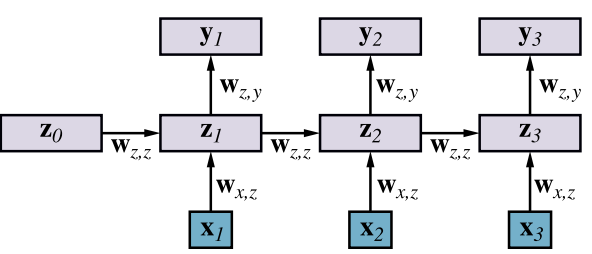 y1 y2 y3
wz,y wz,y wz,y
z0 z1 z2 z3
wz,z wz,z wz,z
wx,z wx,z wx,z
x1 x2 x3